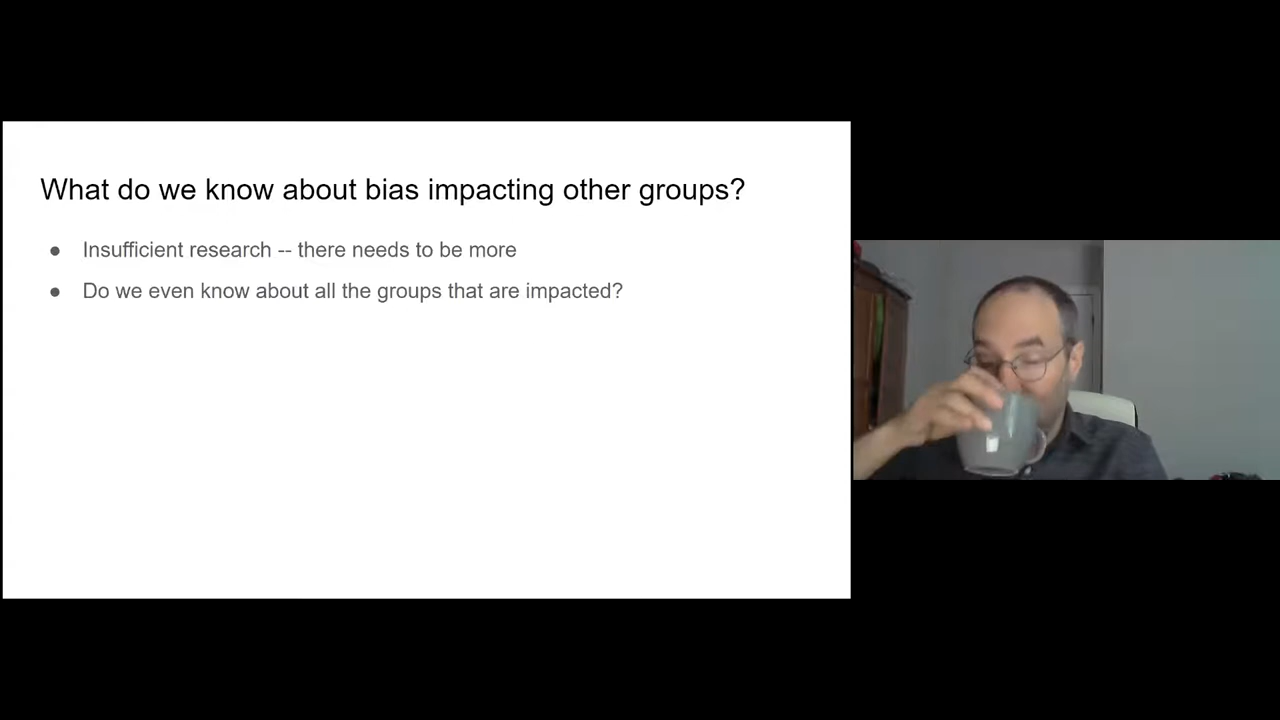 What do we know about bias impacting other groups?
● Insufficient research -- there needs to be more
● Do we even know about all the groups that are impacted?